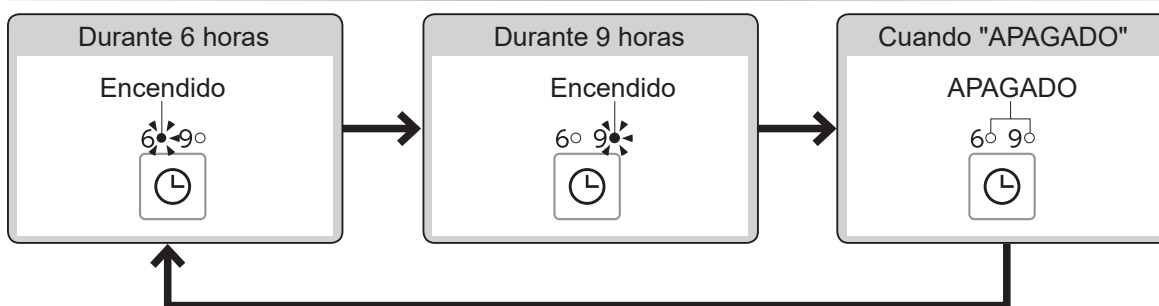 Durante 6 horas
Encendido
6 9
Durante 9 horas
Encendido
6 9
Cuando "APAGADO"
APAGADO
6 9